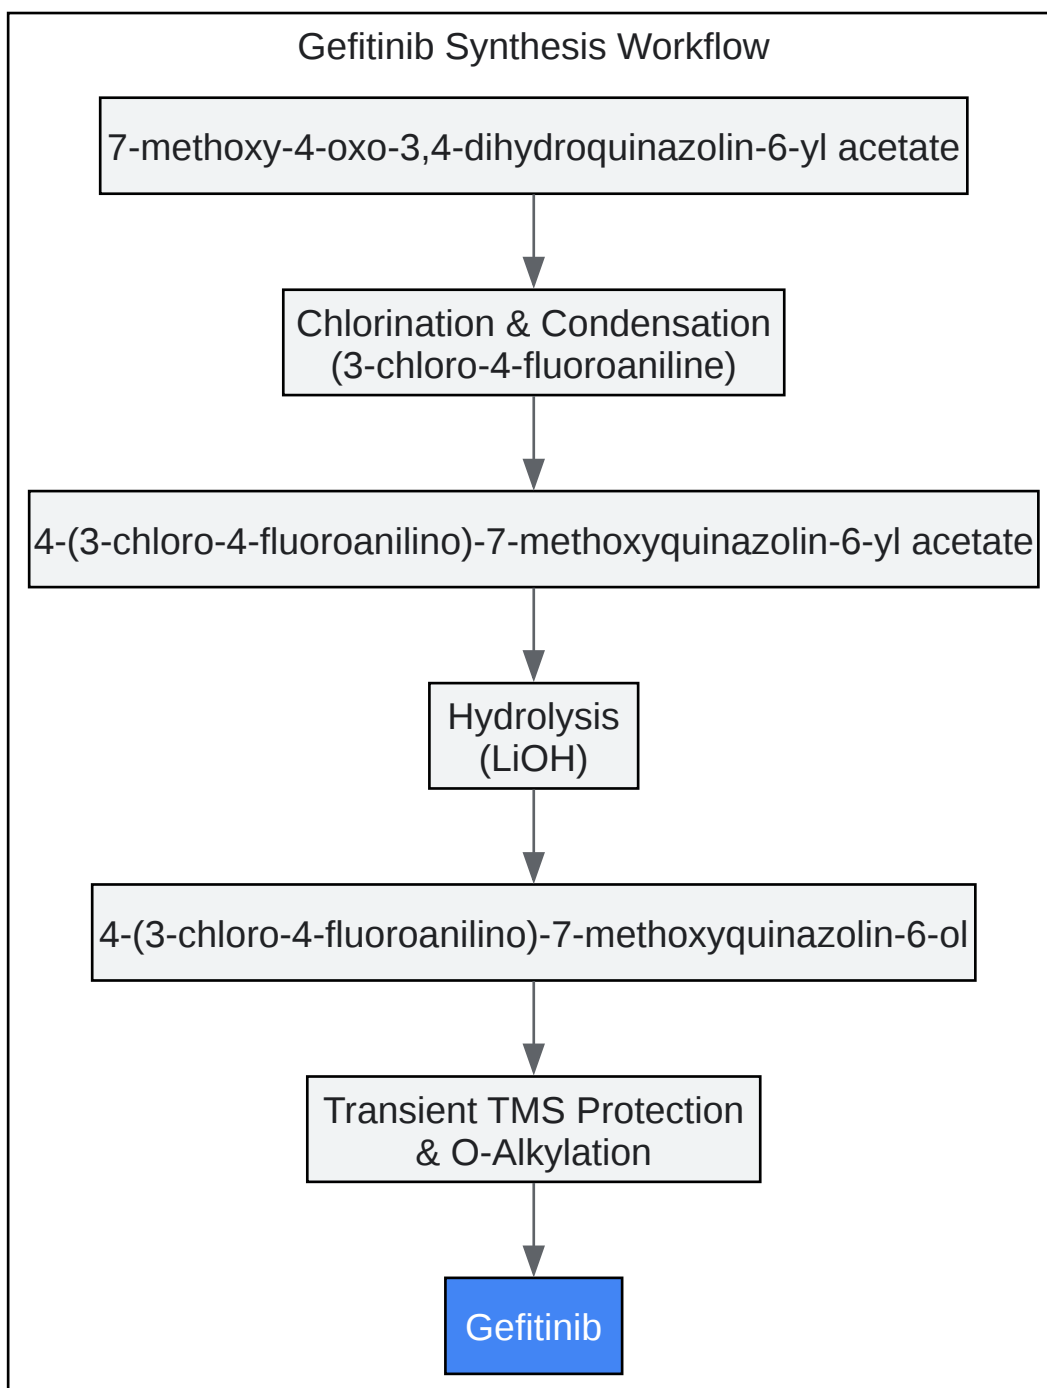 Gefitinib Synthesis Workflow
7-methoxy-4-oxo-3,4-dihydroquinazolin-6-yl acetate
Chlorination & Condensation
(3-chloro-4-fluoroaniline)
4-(3-chloro-4-fluoroanilino)-7-methoxyquinazolin-6-yl acetate
Hydrolysis
(LiOH)
4-(3-chloro-4-fluoroanilino)-7-methoxyquinazolin-6-ol
Transient TMS Protection
& O-Alkylation
Gefitinib